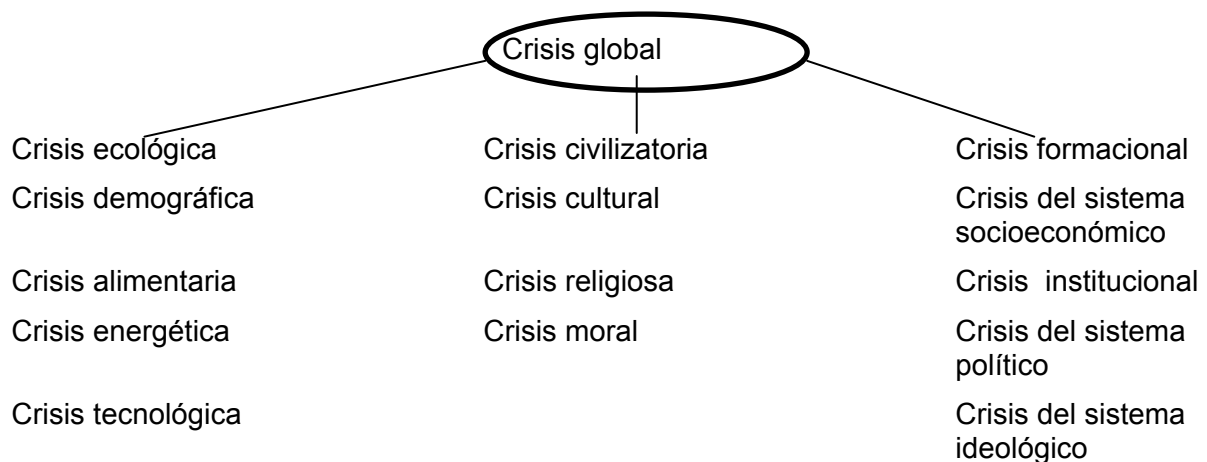 Crisis global
Crisis ecológica
Crisis civilizatoria
Crisis formacional
Crisis demográfica
Crisis cultural
Crisis del sistema
socioeconómico
Crisis alimentaria
Crisis religiosa
Crisis institucional
Crisis energética
Crisis moral
Crisis del sistema
político
Crisis tecnológica
Crisis del sistema
ideológico